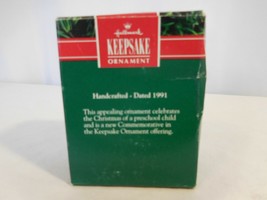 Hallmark
KEEPSAKE
ORNAMENT
Handcrafted - Dated 1991
This appealing ornament celebrates
the Christmas of a preschool child
and is a new Commemorative in
the Keepsake Ornament offering.